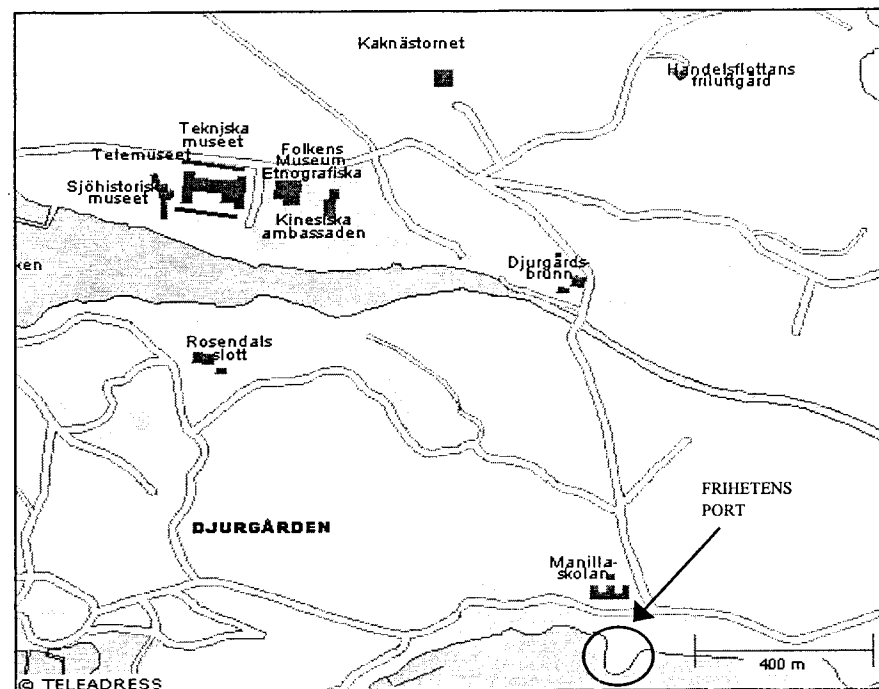 Kaknästornet
Handelsflottans
friluftgård
Tekniska
museet
Telemuseet
Folkens
Museum
Etnografiska
Sjöhistoriska
museet
Kinesiska
ambassaden
ken
Djurgårds-
brunn
Rosendals
slott
FRIHETENS
PORT
DJURGÅRDEN
Manilla-
skolan
400 m
© TELEADRESS